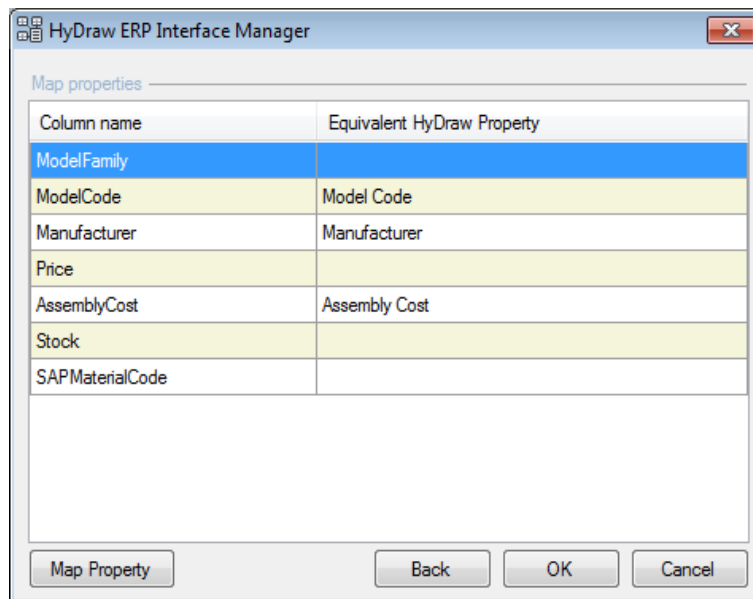 HyDraw ERP Interface Manager
Map properties
Column name Equivalent HyDraw Property
ModelFamily
ModelCode Model Code
Manufacturer Manufacturer
Price
AssemblyCost Assembly Cost
Stock
SAPMaterialCode
Map Property Back OK Cancel